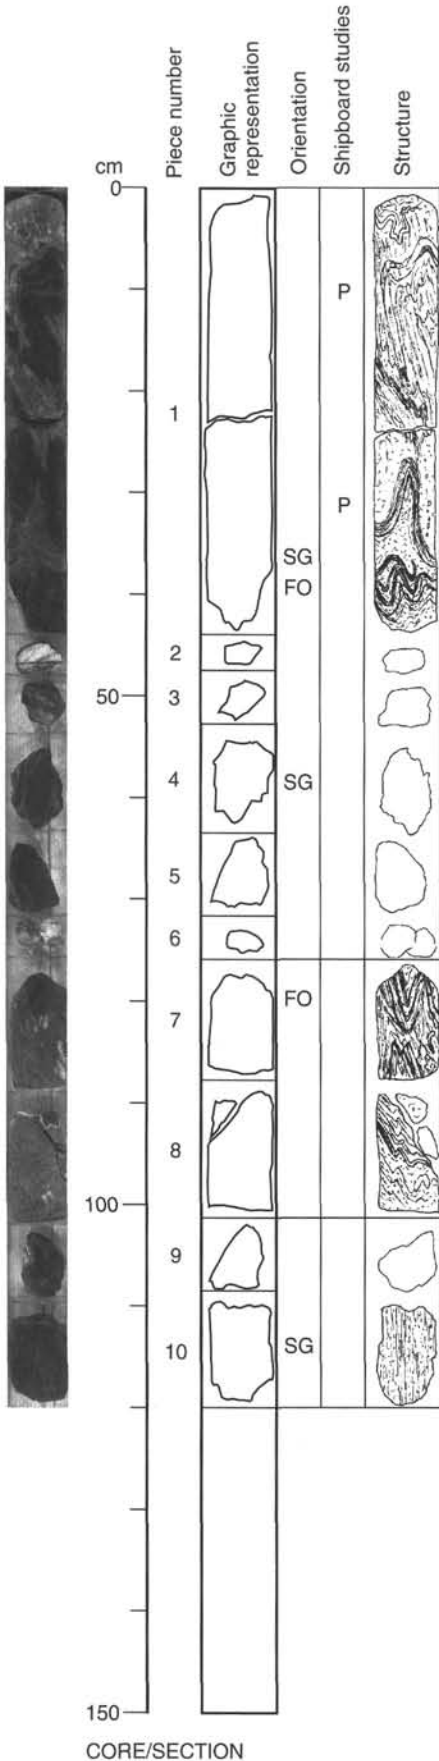 Piece number
Graphic
representation
Orientation
Shipboard studies
Structure
cm
0
P
1
P
SG
FO
2
50
3
4
SG
5
6
FO
7
8
100
9
10
SG
150
CORE/SECTION